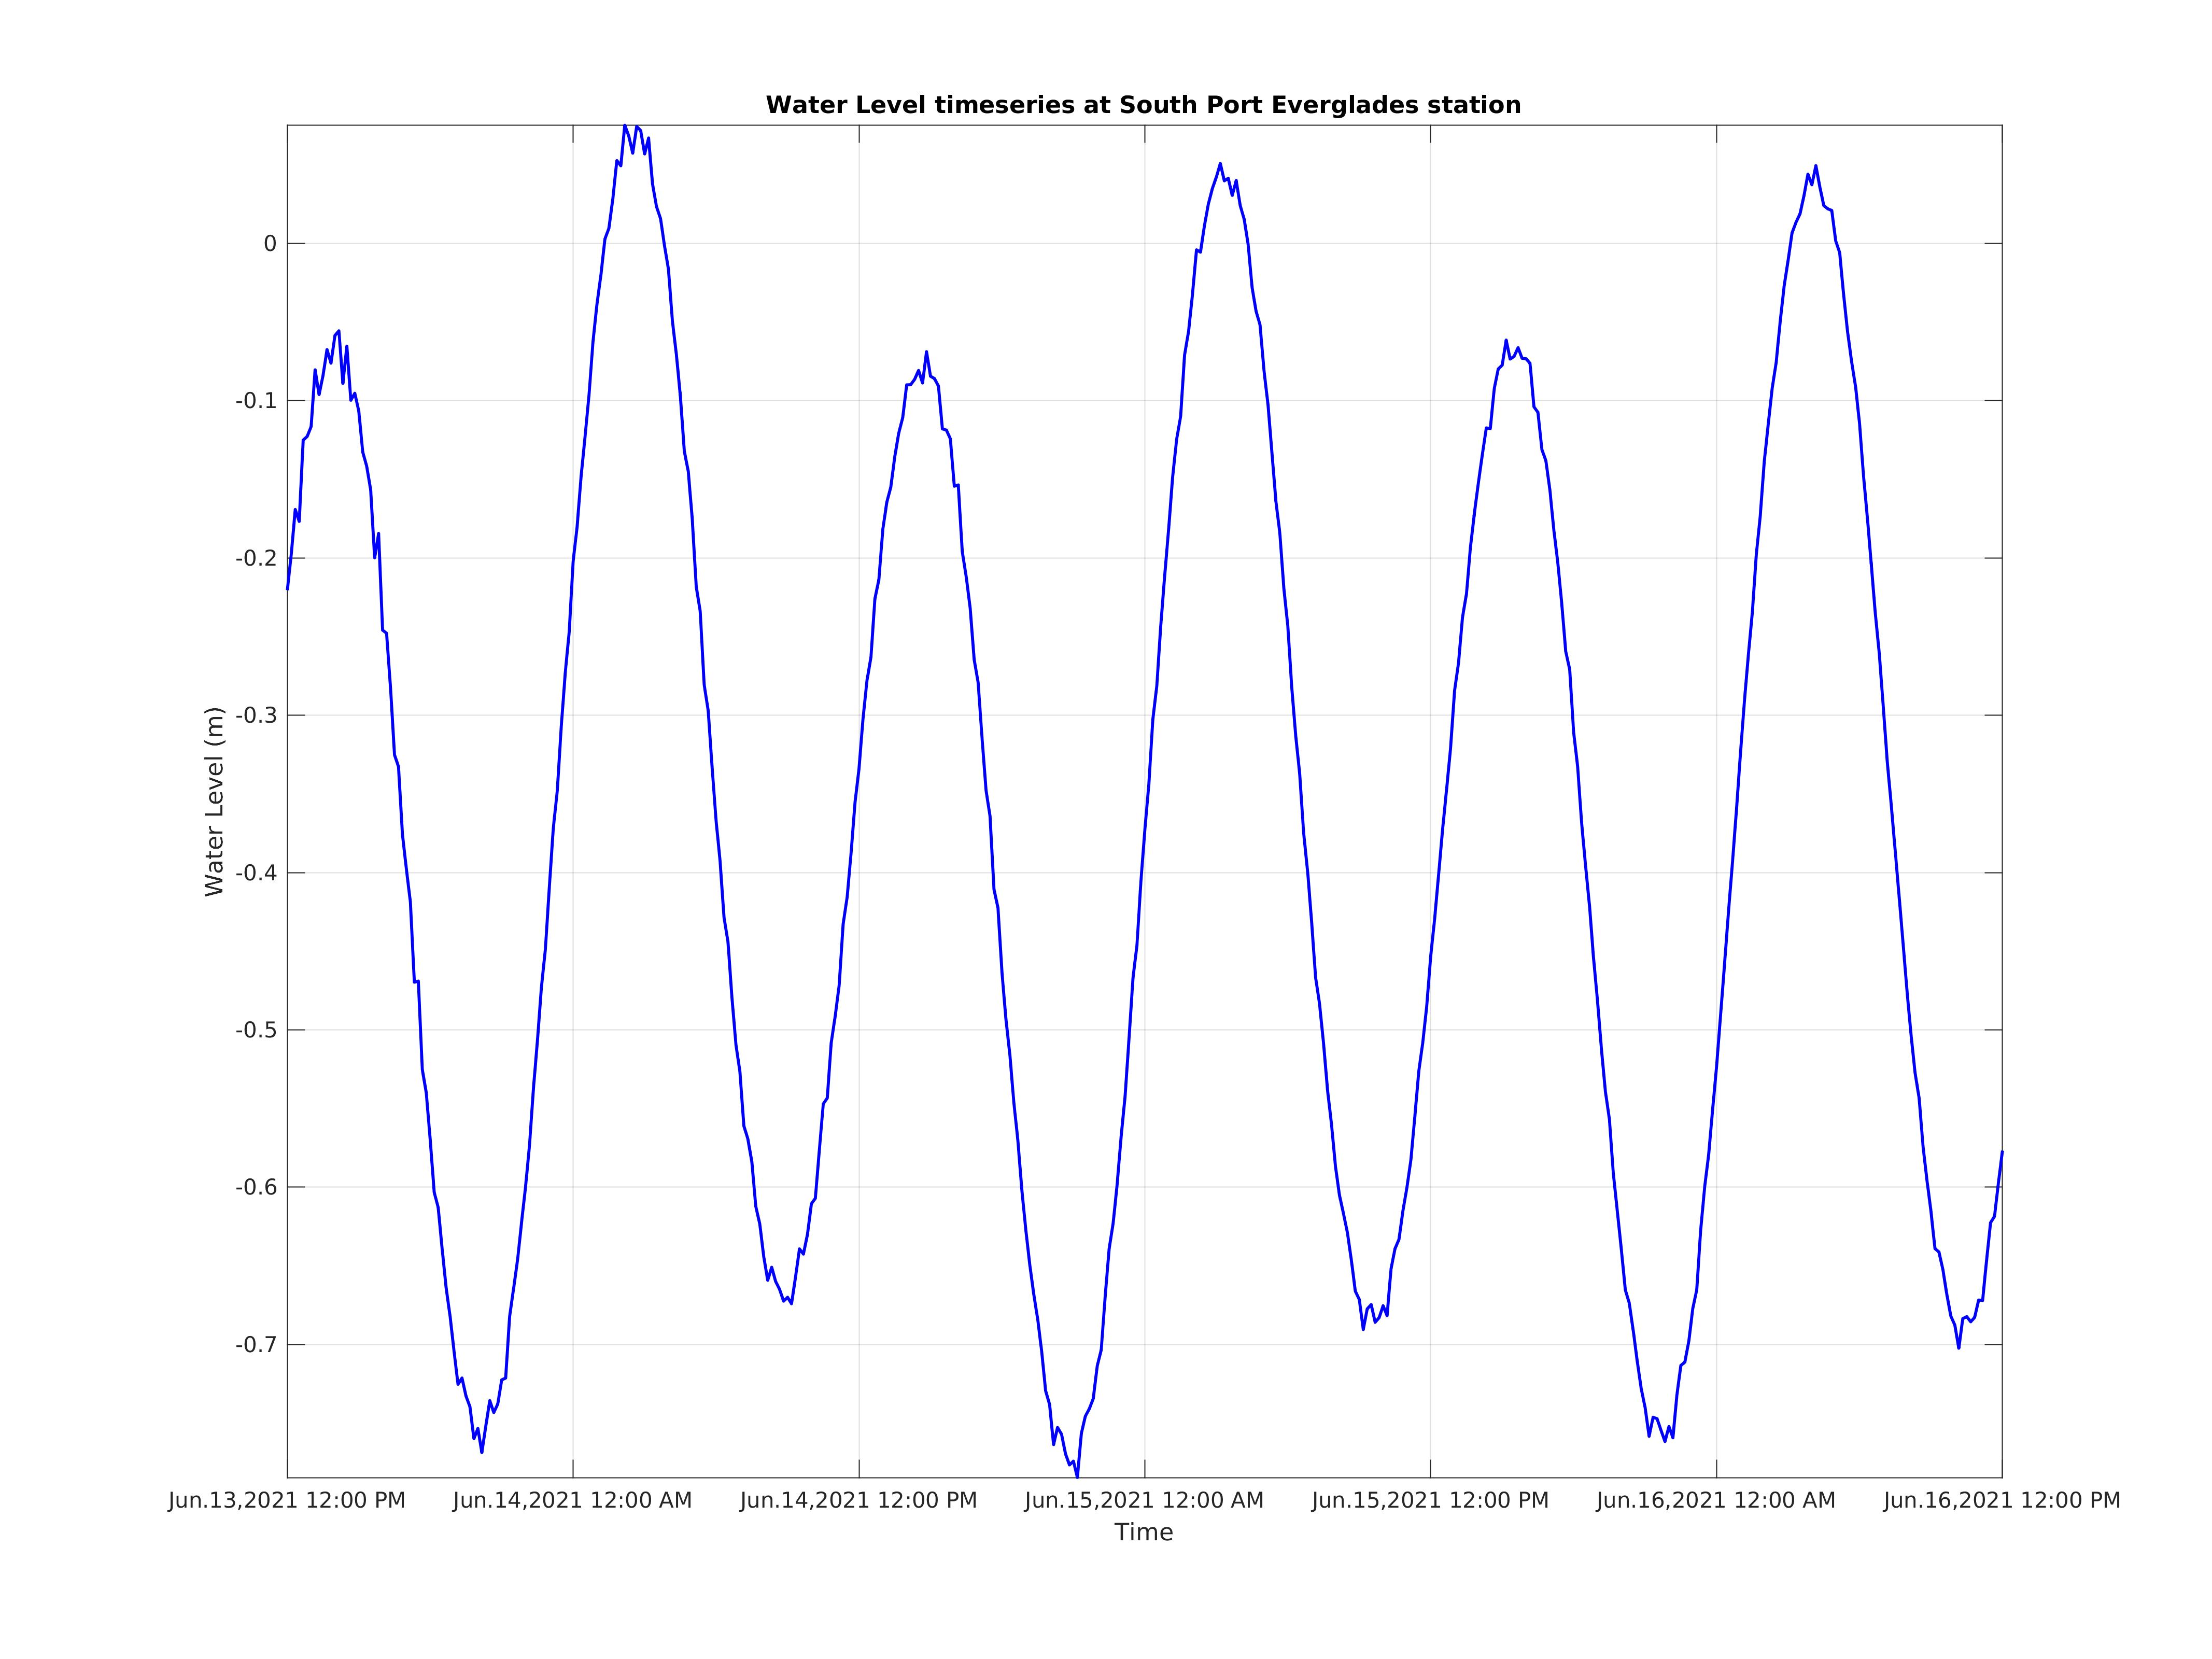 Water Level timeseries at South Port Everglades station
Water Level (m)
0
-0.1
-0.2
-0.3
-0.4
-0.5
-0.6
-0.7
Jun.13,2021 12:00 PM Jun.14,2021 12:00 AM Jun.14,2021 12:00 PM Jun.15,2021 12:00 AM Jun.15,2021 12:00 PM Jun.16,2021 12:00 AM Jun.16,2021 12:00 PM
Time